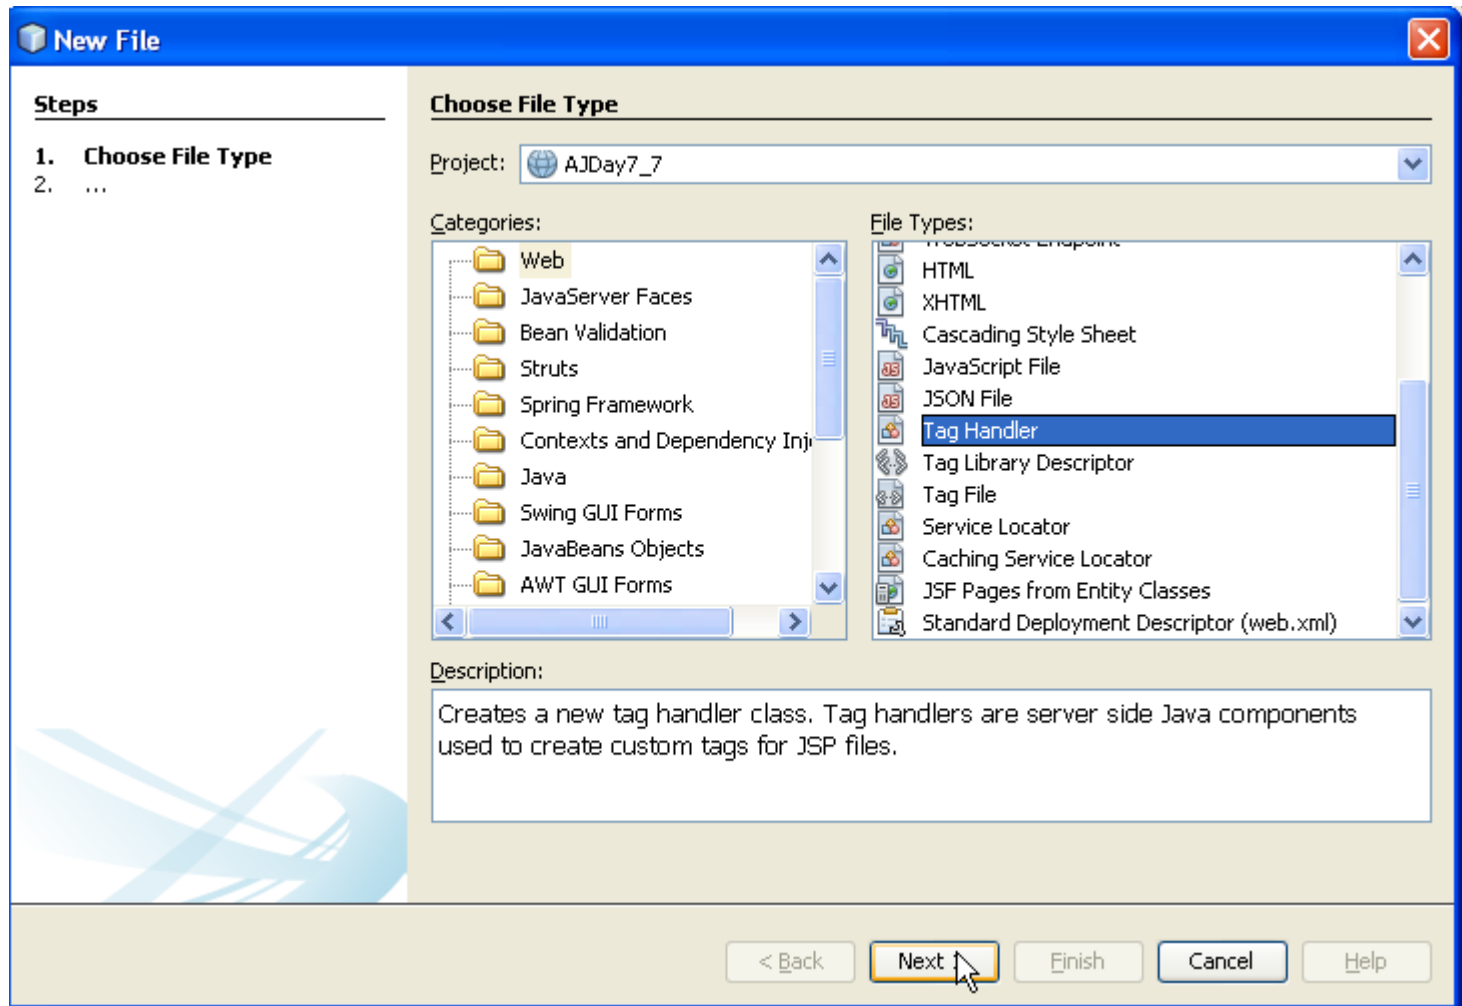 New File
Steps
1. Choose File Type
2. ...
Choose File Type
Project: AJDay7_7
Categories:
Web
JavaServer Faces
Bean Validation
Struts
Spring Framework
Contexts and Dependency Inj
Java
Swing GUI Forms
JavaBeans Objects
AWT GUI Forms
File Types:
WebSocket Endpoint
HTML
XHTML
Cascading Style Sheet
JavaScript File
JSON File
Tag Handler
Tag Library Descriptor
Tag File
Service Locator
Caching Service Locator
JSF Pages from Entity Classes
Standard Deployment Descriptor (web.xml)
Description:
Creates a new tag handler class. Tag handlers are server side Java components
used to create custom tags for JSP files.
< Back
Next
Finish
Cancel
Help